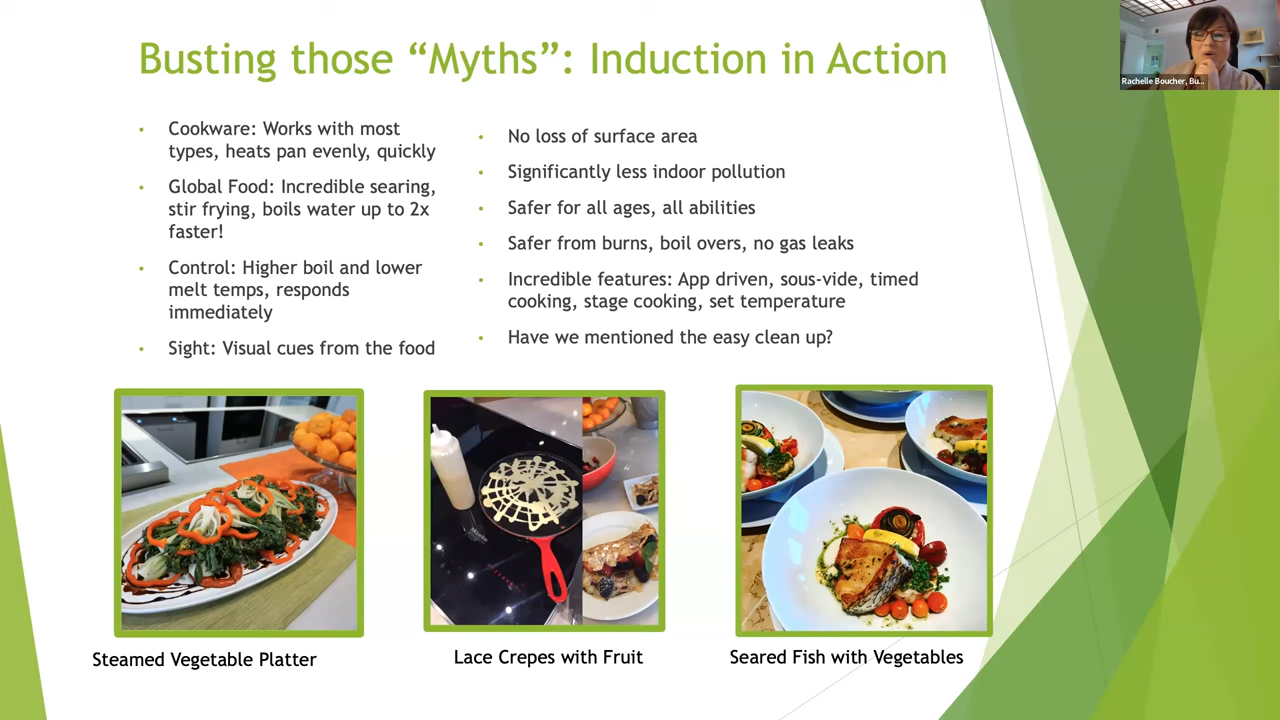 Busting those “Myths”: Induction in Action
Rachelle Boucher, Bu...
• Cookware: Works with most
types, heats pan evenly, quickly
• Global Food: Incredible searing,
stir frying, boils water up to 2x
faster!
• Control: Higher boil and lower
melt temps, responds
immediately
• Sight: Visual cues from the food
• No loss of surface area
• Significantly less indoor pollution
• Safer for all ages, all abilities
• Safer from burns, boil overs, no gas leaks
• Incredible features: App driven, sous-vide, timed
cooking, stage cooking, set temperature
• Have we mentioned the easy clean up?
Miele
Steamed Vegetable Platter
Lace Crepes with Fruit
Seared Fish with Vegetables